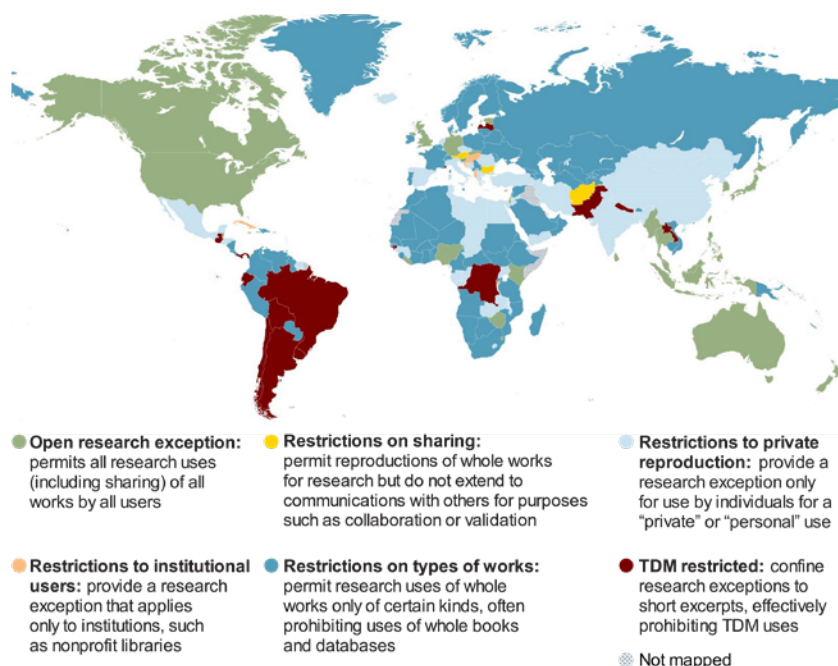 Open research exception:
permits all research uses
(including sharing) of all
works by all users
Restrictions on sharing:
permit reproductions of whole works
for research but do not extend to
communications with others for purposes
such as collaboration or validation
Restrictions to private
reproduction: provide a
research exception only
for use by individuals for a
“private” or “personal” use
Restrictions to institutional
users: provide a research
exception that applies
only to institutions, such
as nonprofit libraries
Restrictions on types of works:
permit research uses of whole
works only of certain kinds, often
prohibiting uses of whole books
and databases
TDM restricted: confine
research exceptions to
short excerpts, effectively
prohibiting TDM uses
Not mapped